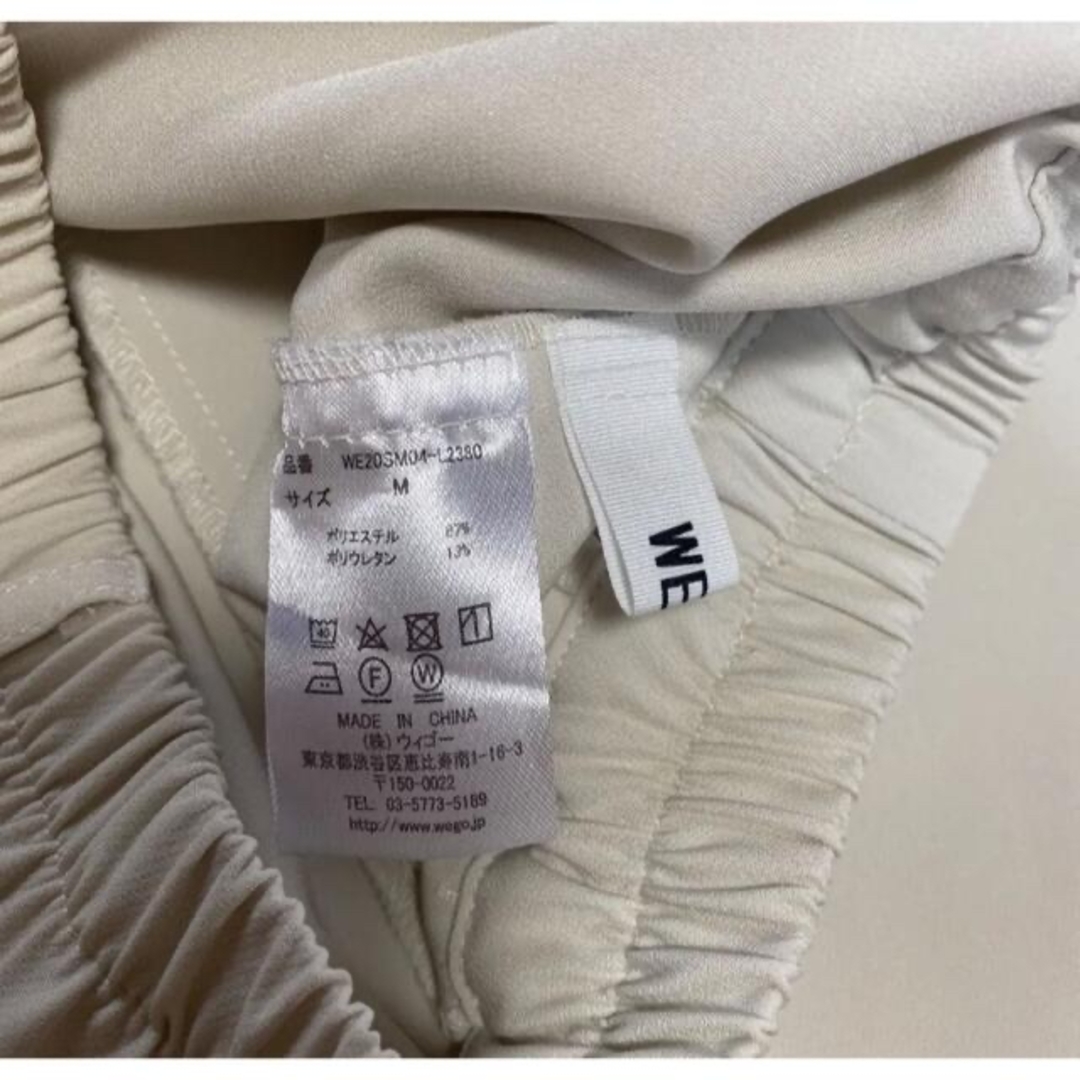 品番 WE20SM04-L2380
サイズ M
ポリエステル 87%
ポリウレタン 13%
40
F W
MADE IN CHINA
(株)ウィゴー
東京都渋谷区恵比寿南1-16-3
〒150-0022
TEL 03-5773-5189
http://www.wego.jp
WE